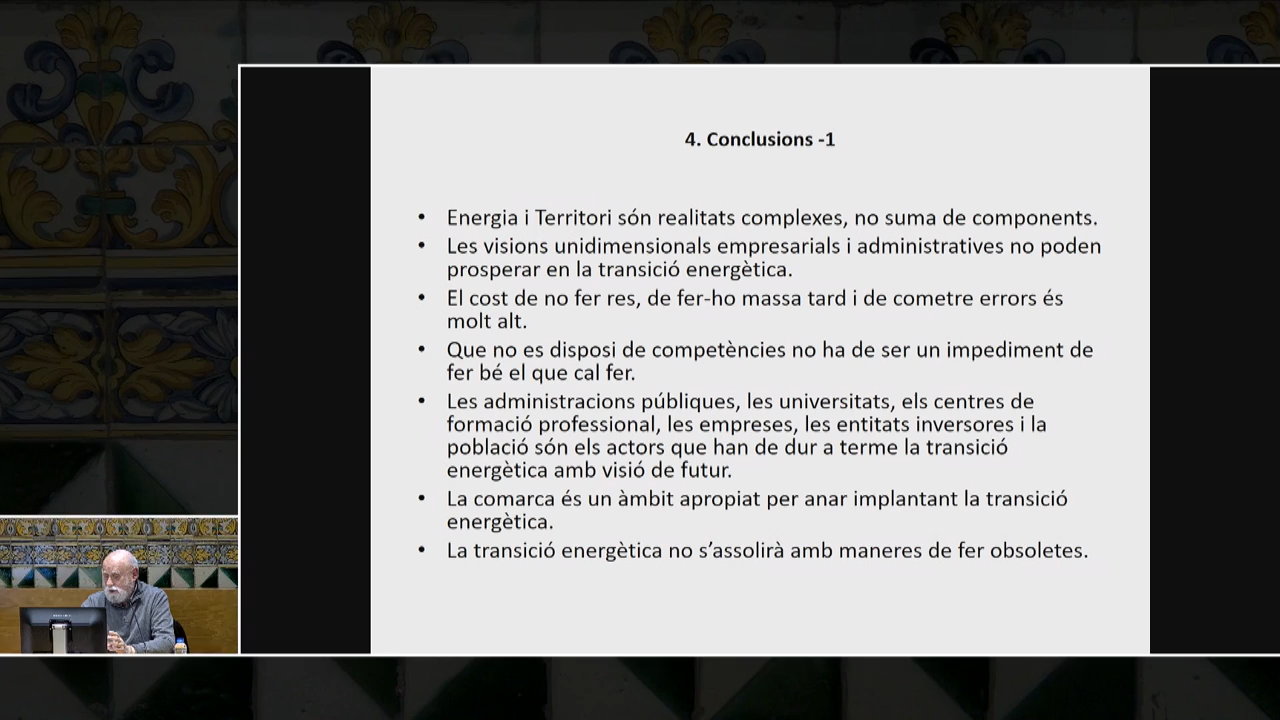 4. Conclusions -1
• Energia i Territori són realitats complexes, no suma de components.
• Les visions unidimensionals empresarials i administratives no poden
prosperar en la transició energètica.
• El cost de no fer res, de fer-ho massa tard i de cometre errors és
molt alt.
• Que no es disposi de competències no ha de ser un impediment de
fer bé el que cal fer.
• Les administracions públiques, les universitats, els centres de
formació professional, les empreses, les entitats inversores i la
població són els actors que han de dur a terme la transició
energètica amb visió de futur.
• La comarca és un àmbit apropiat per anar implantant la transició
energètica.
• La transició energètica no s’assolirà amb maneres de fer obsoletes.